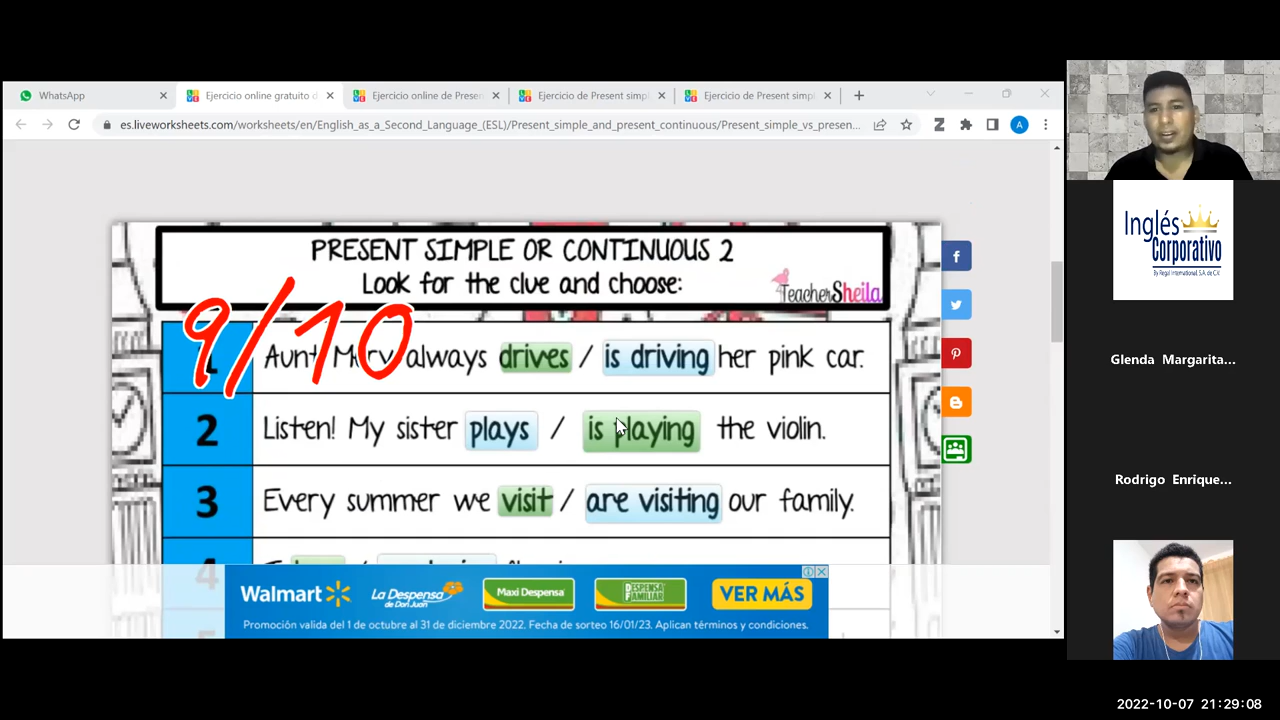 WhatsApp
Ejercicio online gratuito d
Ejercicio online de Presen
Ejercicio de Present simpl
Ejercicio de Present simpl
es.liveworksheets.com/worksheets/en/English_as_a_Second_Language_(ESL)/Present_simple_and_present_continuous/Present_simple_vs_presen...
A
PRESENT SIMPLE OR CONTINUOUS 2
Look for the clue and choose:
TeacherSheila
9/10
Aunt Mary always drives / is driving her pink car.
2 Listen! My sister plays / is playing the violin.
3 Every summer we visit / are visiting our family.
4
Walmart La Despensa de Don Juan Maxi Despensa DESPENSA FAMILIAR VER MÁS
Promoción valida del 1 de octubre al 31 de diciembre 2022. Fecha de sorteo 16/01/23. Aplican términos y condiciones.
Inglés
Corporativo
By Regal International, S.A. de C.V.
Glenda Margarita...
Rodrigo Enrique...
2022-10-07 21:29:08